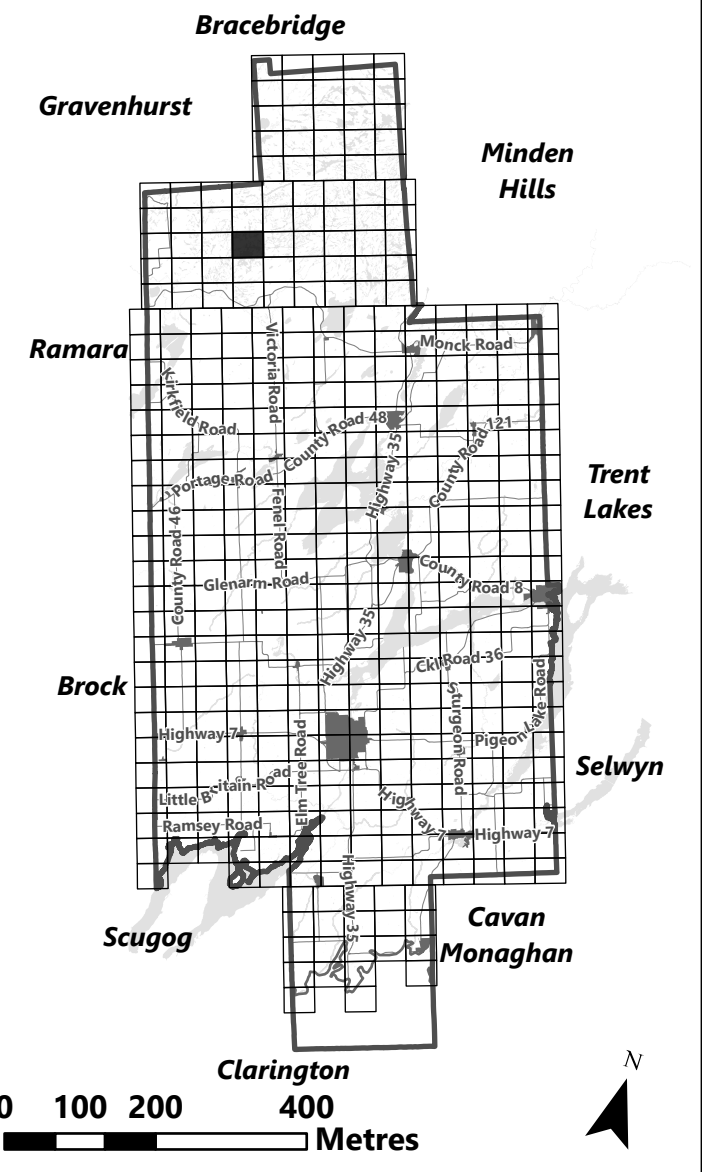 Bracebridge
Gravenhurst
Minden
Hills
Ramara
Monck Road
Victoria Road
Kirkfield Road
County Road 48
County Road 121
Highway 35
Portage Road
Trent
Lakes
County Road 46
Fenel Road
Glenarm Road
County Road 8
Highway 35
Ckl Road 36
Brock
Sturgeon Road
Pigeon Lake Road
Highway 7
Elm Tree Road
Selwyn
Little Britain Road
Highway 7
Ramsey Road
Highway 7
Highway 35
Scugog
Cavan
Monaghan
Clarington
N
0 100 200 400
Metres